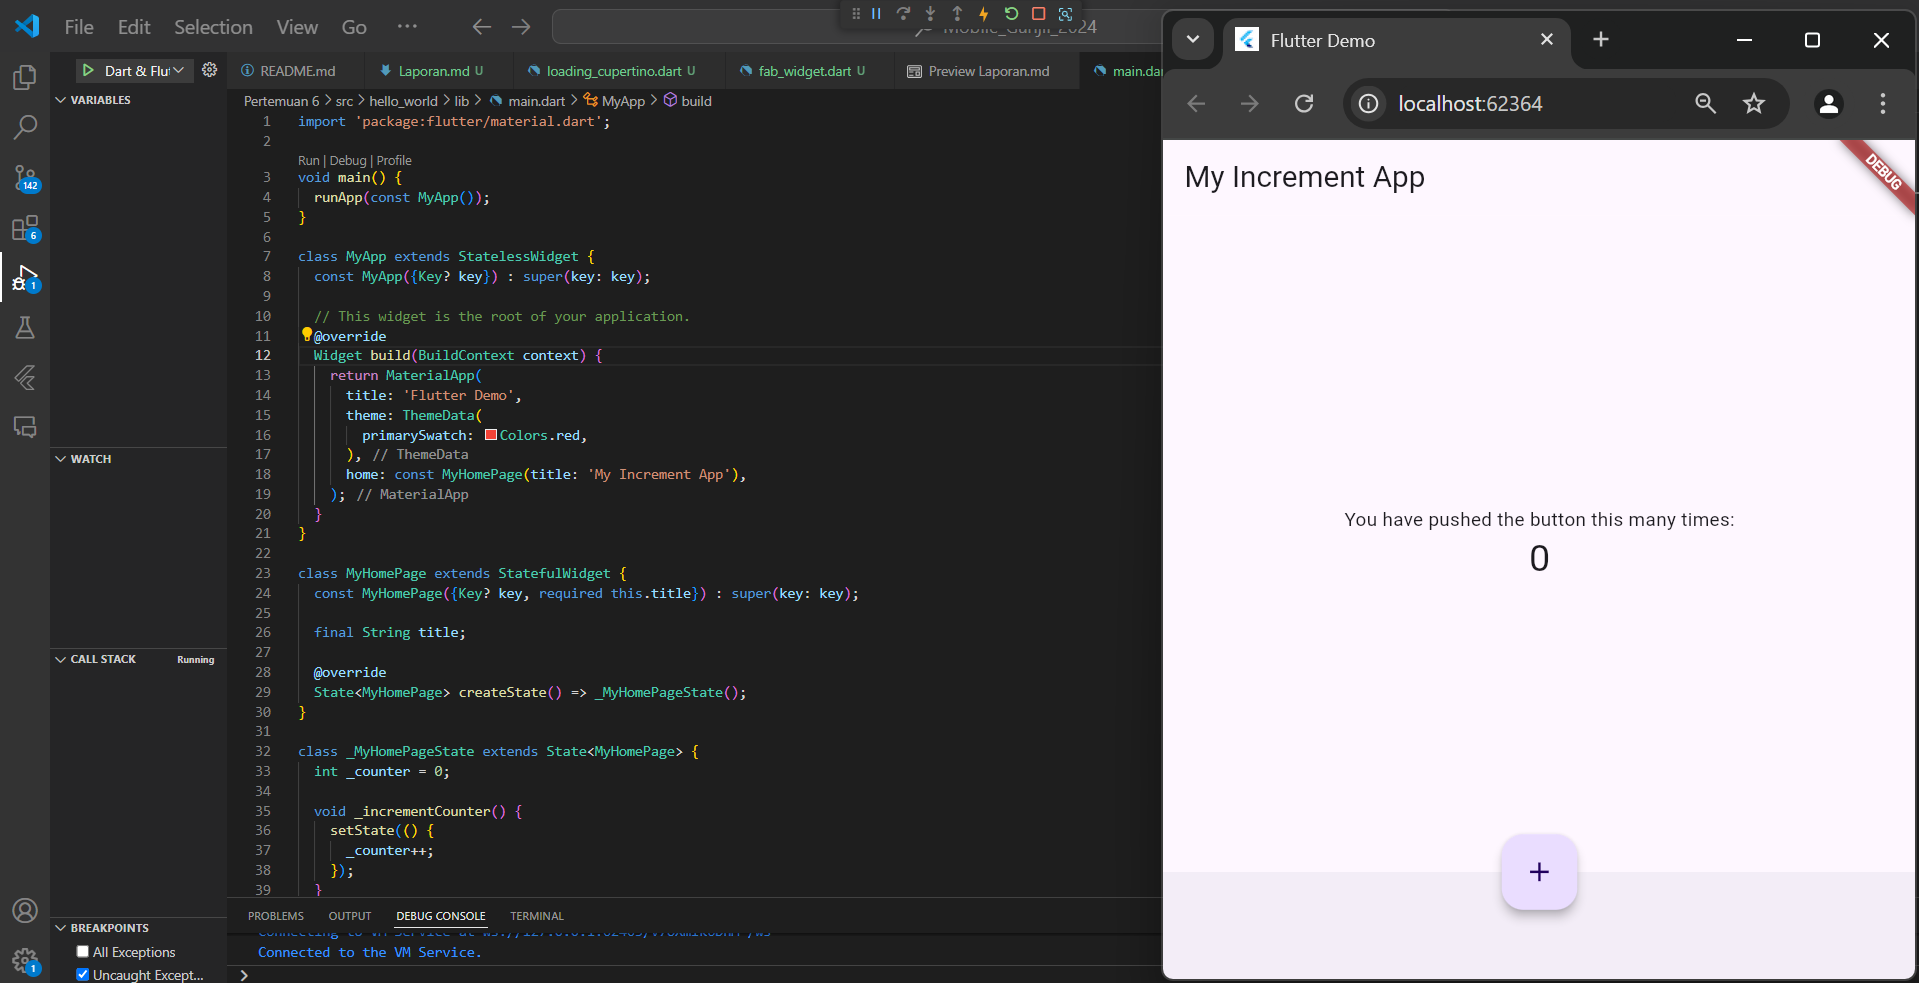 File Edit Selection View Go ···
Mobile_Ganjil_2024
Dart & Flut
README.md
Laporan.md U
loading_cupertino.dart U
fab_widget.dart U
Preview Laporan.md
main.dar
VARIABLES
WATCH
CALL STACK Running
BREAKPOINTS
All Exceptions
Uncaught Except...
142
6
1
1
Pertemuan 6 > src > hello_world > lib > main.dart > MyApp > build
1 import 'package:flutter/material.dart';
2
Run | Debug | Profile
3 void main() {
4 runApp(const MyApp());
5 }
6
7 class MyApp extends StatelessWidget {
8 const MyApp({Key? key}) : super(key: key);
9
10 // This widget is the root of your application.
11 @override
12 Widget build(BuildContext context) {
13 return MaterialApp(
14 title: 'Flutter Demo',
15 theme: ThemeData(
16 primarySwatch: Colors.red,
17 ), // ThemeData
18 home: const MyHomePage(title: 'My Increment App'),
19 ); // MaterialApp
20 }
21 }
22
23 class MyHomePage extends StatefulWidget {
24 const MyHomePage({Key? key, required this.title}) : super(key: key);
25
26 final String title;
27
28 @override
29 State<MyHomePage> createState() => _MyHomePageState();
30 }
31
32 class _MyHomePageState extends State<MyHomePage> {
33 int _counter = 0;
34
35 void _incrementCounter() {
36 setState(() {
37 _counter++;
38 });
39 }
PROBLEMS OUTPUT DEBUG CONSOLE TERMINAL
Connecting to VM Service at
Connected to the VM Service.
Flutter Demo
localhost:62364
My Increment App
DEBUG
You have pushed the button this many times:
0
+